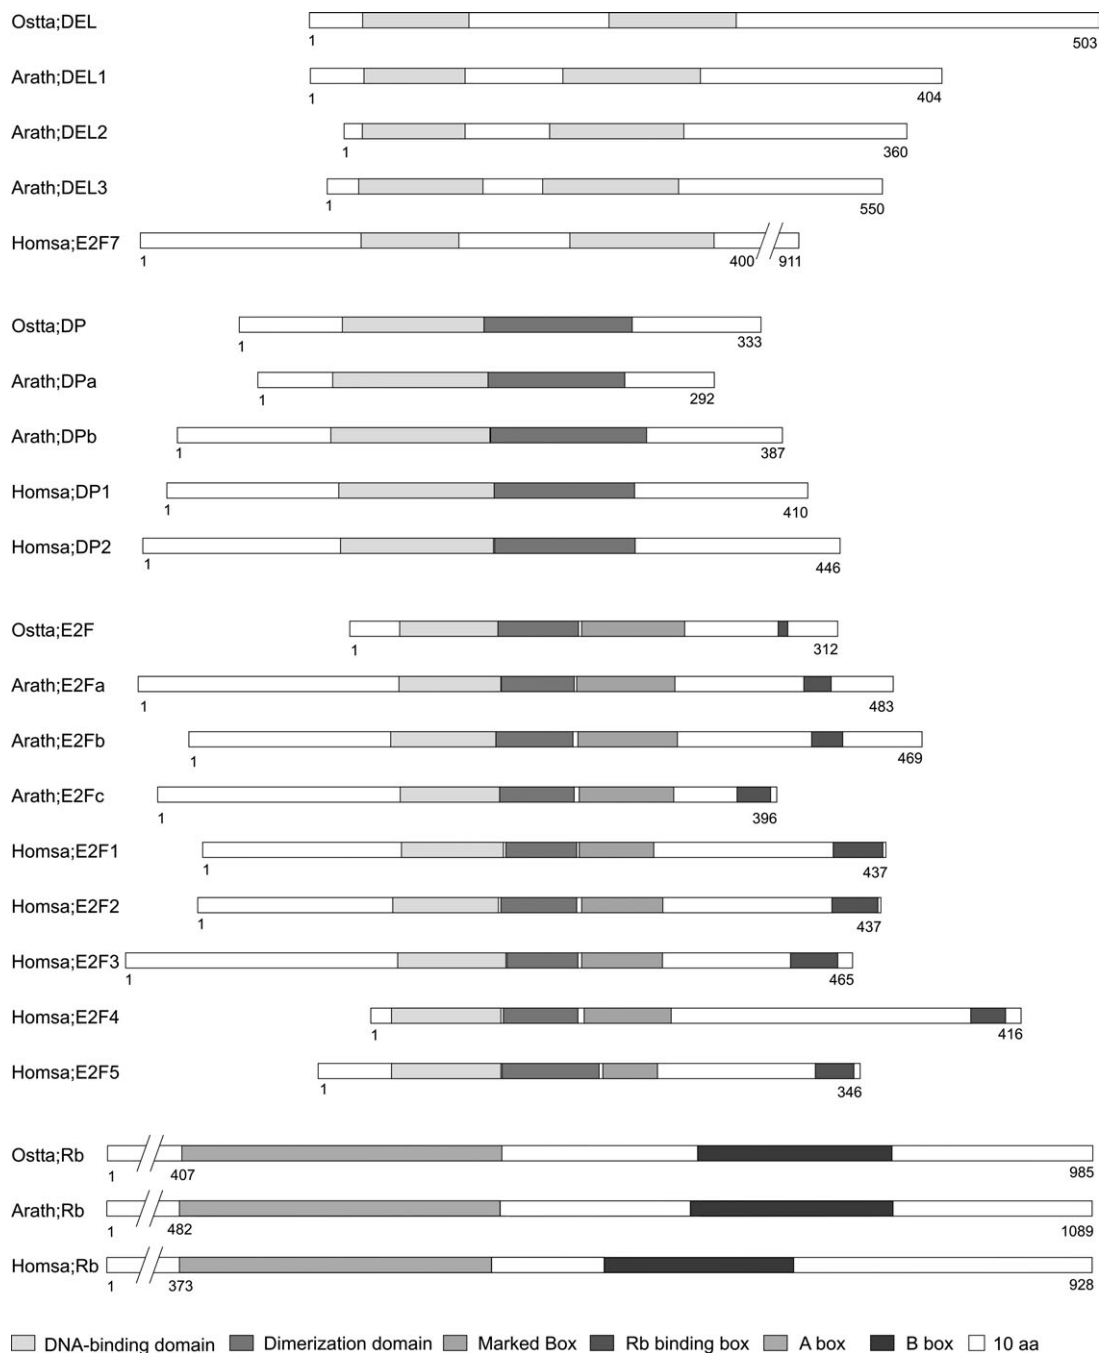 Ostta;DEL
1 503
Arath;DEL1
1 404
Arath;DEL2
1 360
Arath;DEL3
1 550
Homsa;E2F7
1 400 911
Ostta;DP
1 333
Arath;DPa
1 292
Arath;DPb
1 387
Homsa;DP1
1 410
Homsa;DP2
1 446
Ostta;E2F
1 312
Arath;E2Fa
1 483
Arath;E2Fb
1 469
Arath;E2Fc
1 396
Homsa;E2F1
1 437
Homsa;E2F2
1 437
Homsa;E2F3
1 465
Homsa;E2F4
1 416
Homsa;E2F5
1 346
Ostta;Rb
1 407 985
Arath;Rb
1 482 1089
Homsa;Rb
1 373 928
DNA-binding domain Dimerization domain Marked Box Rb binding box A box B box 10 aa